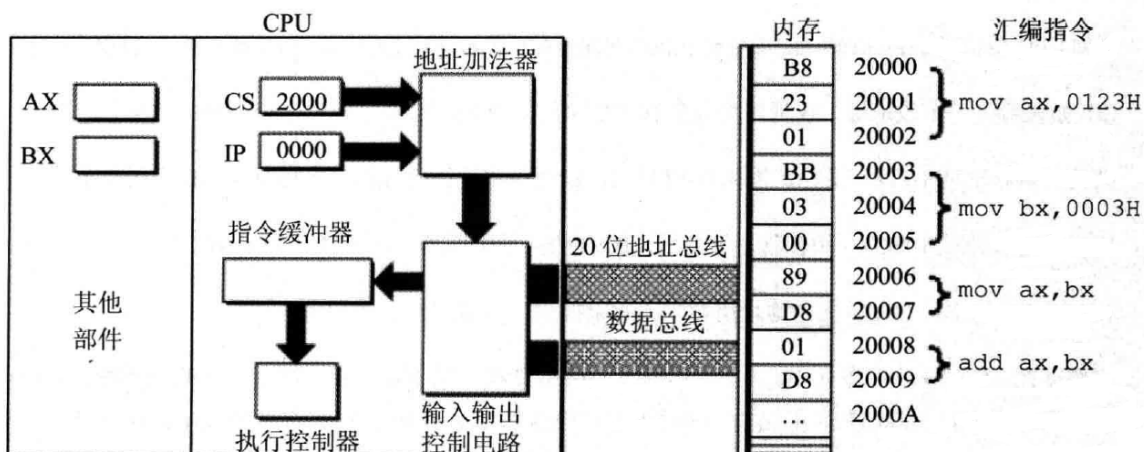 CPU
内存
汇编指令
地址加法器
AX
BX
CS 2000
IP 0000
指令缓冲器
其他
部件
执行控制器
输入输出
控制电路
20 位地址总线
数据总线
B8 20000
23 20001 mov ax,0123H
01 20002
BB 20003
03 20004 mov bx,0003H
00 20005
89 20006
mov ax,bx
D8 20007
01 20008
add ax,bx
D8 20009
… 2000A